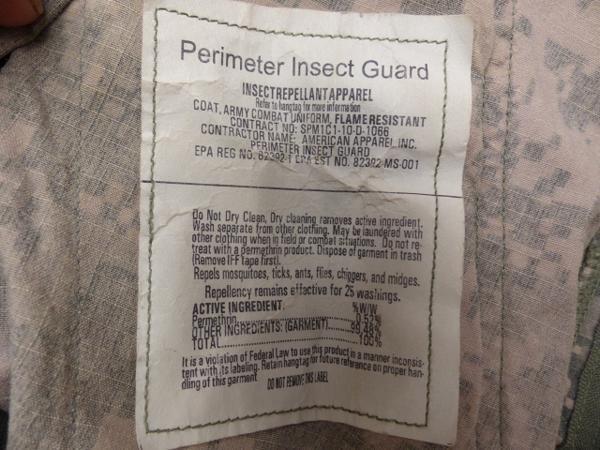 Perimeter Insect Guard
INSECT REPELLANT APPAREL
Refer to hangtag for more information
COAT, ARMY COMBAT UNIFORM, FLAME RESISTANT
CONTRACT NO: SPM1C1-10-D-1066
CONTRACTOR NAME: AMERICAN APPAREL, INC.
PERIMETER INSECT GUARD
EPA REG NO. 82392-1 EPA EST NO. 82392-MS-001
Do Not Dry Clean, Dry cleaning removes active ingredient.
Wash separate from other clothing. May be laundered with
other clothing when in field or combat situations. Do not re-
treat with a permethrin product. Dispose of garment in trash
(Remove IFF Tape first).
Repels mosquitoes, ticks, ants, flies, chiggers, and midges.
Repellency remains effective for 25 washings.
ACTIVE INGREDIENT: %W/W
Permethrin 0.52%
OTHER INGREDIENTS: (GARMENT) 99.48%
TOTAL 100%
It is a violation of Federal Law to use this product in a manner inconsis-
tent with its labeling. Retain hangtag for future reference on proper han-
dling of this garment DO NOT REMOVE THIS LABEL